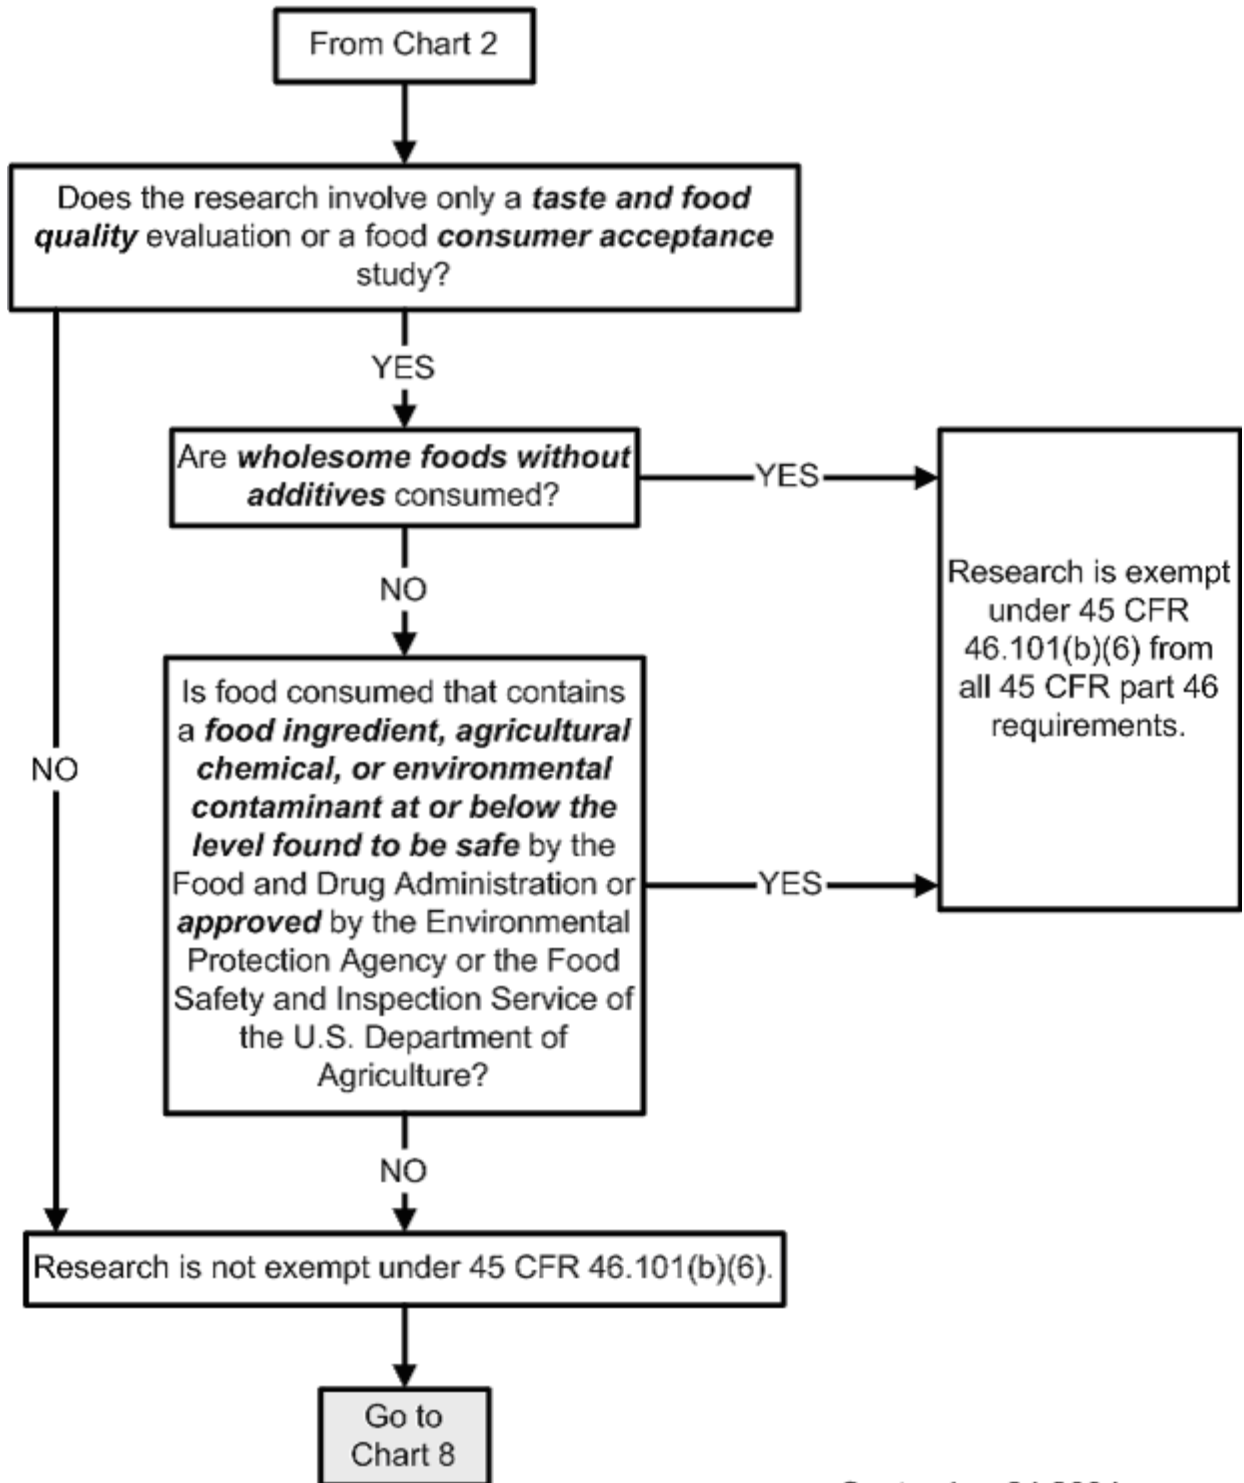 From Chart 2
Does the research involve only a taste and food
quality evaluation or a food consumer acceptance
study?
YES
Are wholesome foods without
additives consumed?
YES
NO
Research is exempt
under 45 CFR
46.101(b)(6) from
all 45 CFR part 46
requirements.
Is food consumed that contains
a food ingredient, agricultural
chemical, or environmental
contaminant at or below the
level found to be safe by the
Food and Drug Administration or
approved by the Environmental
Protection Agency or the Food
Safety and Inspection Service of
the U.S. Department of
Agriculture?
NO
YES
NO
Research is not exempt under 45 CFR 46.101(b)(6).
Go to
Chart 8